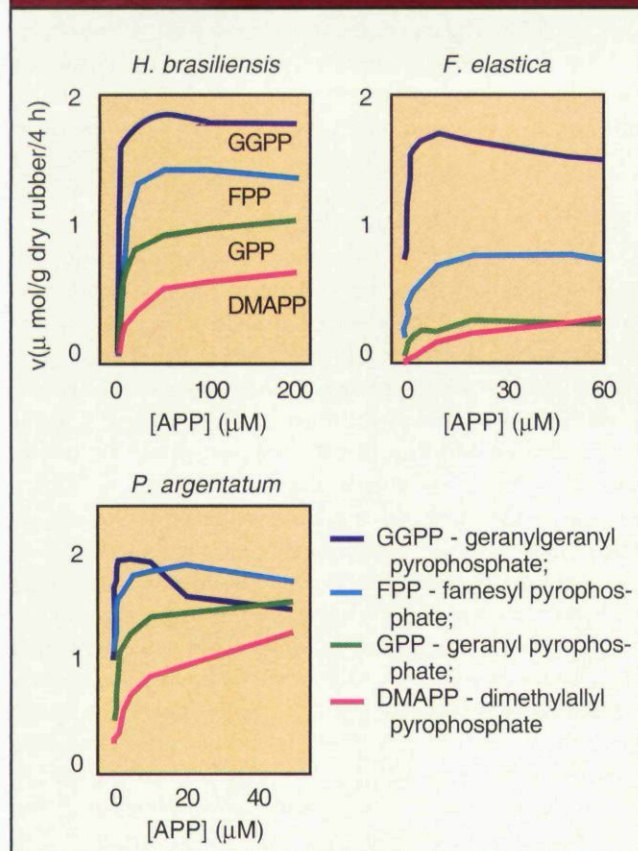 H. brasiliensis
F. elastica
v(μ mol/g dry rubber/4 h)
2
1
0
GGPP
FPP
GPP
DMAPP
0 100 200
[APP] (μM)
2
1
0
0 30 60
[APP] (μM)
P. argentatum
2
1
0
0 20 40
[APP] (μM)
GGPP - geranylgeranyl
pyrophosphate;
FPP - farnesyl pyrophos-
phate;
GPP - geranyl pyrophos-
phate;
DMAPP - dimethylallyl
pyrophosphate